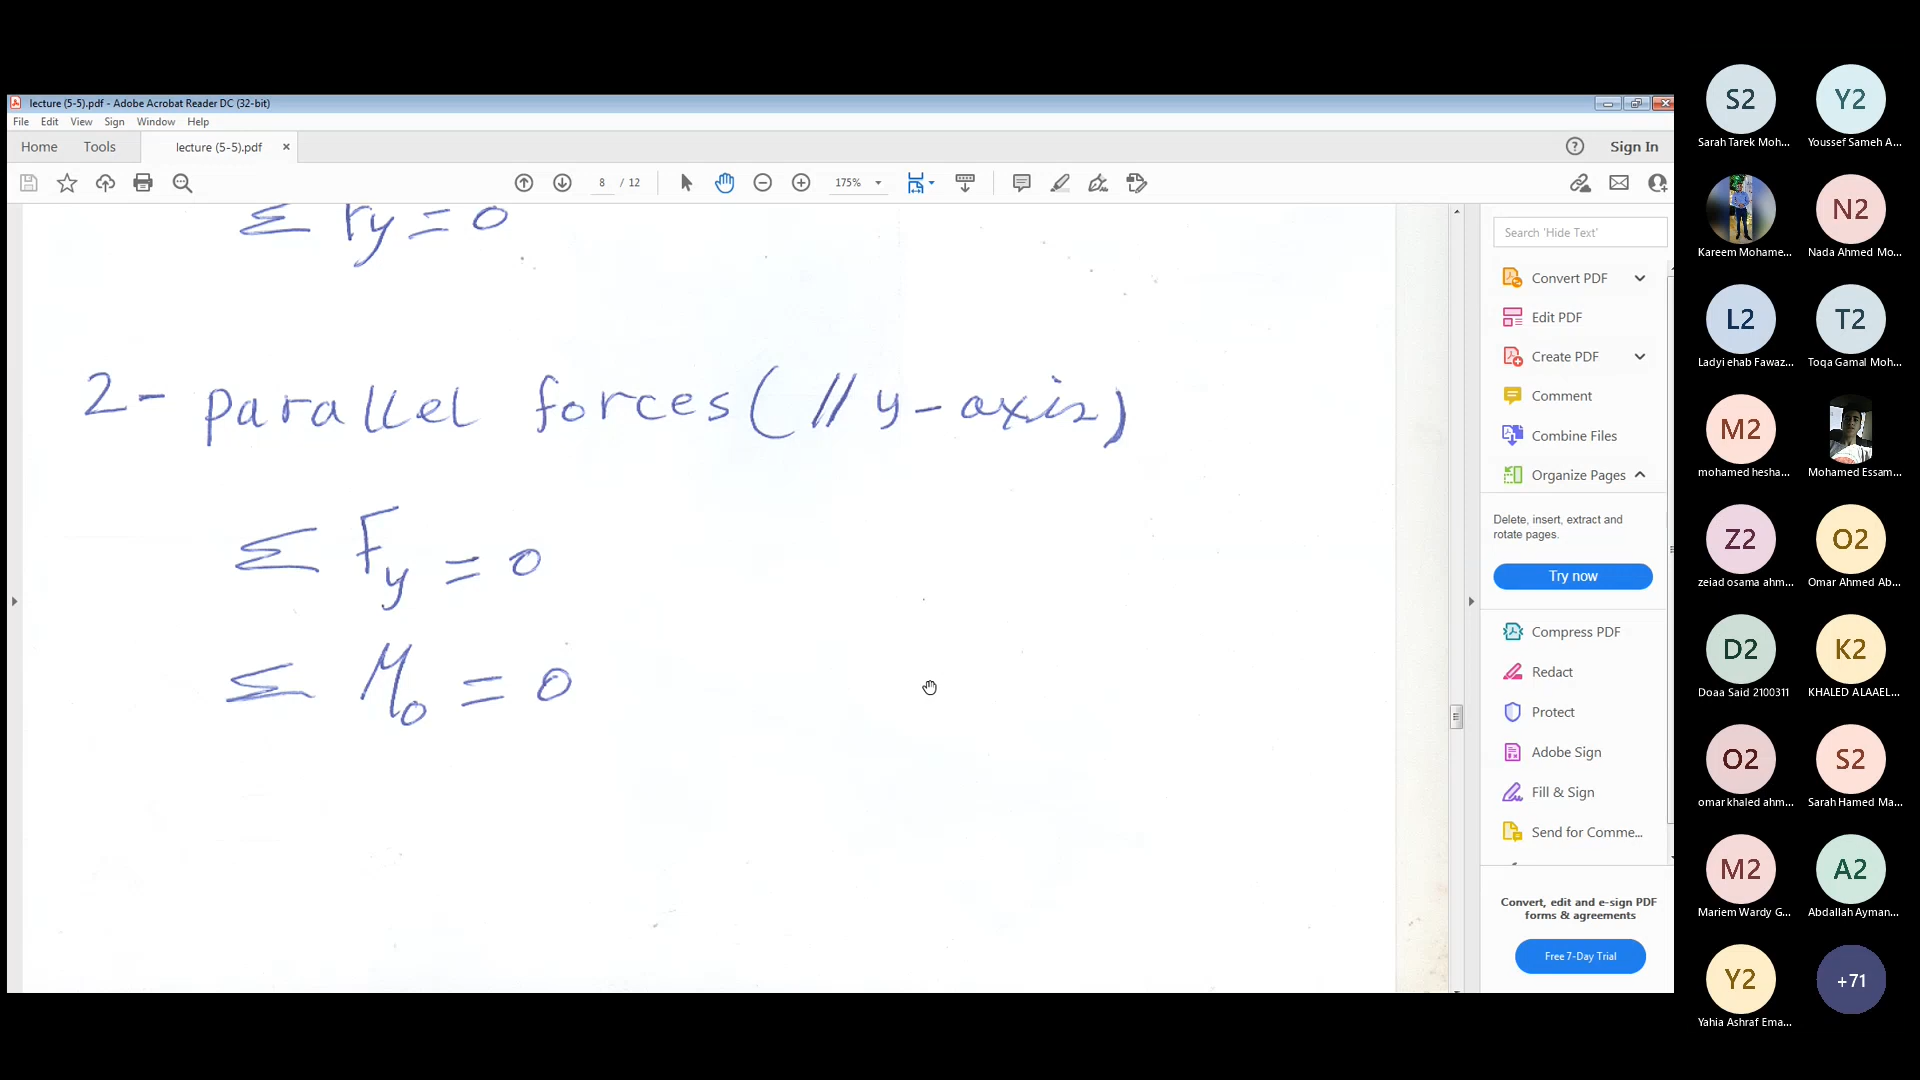 lecture (5-5).pdf - Adobe Acrobat Reader DC (32-bit)
File Edit View Sign Window Help
Home Tools lecture (5-5).pdf × Sign In
8 / 12 175%
Σ Fy = 0
2- parallel forces (// y-axis)
Σ Fy = 0
Σ Mo = 0
Search 'Hide Text'
Convert PDF
Edit PDF
Create PDF
Comment
Combine Files
Organize Pages
Delete, insert, extract and
rotate pages.
Try now
Compress PDF
Redact
Protect
Adobe Sign
Fill & Sign
Send for Comme...
Convert, edit and e-sign PDF
forms & agreements
Free 7-Day Trial
S2 Y2
Sarah Tarek Moh... Youssef Sameh A...
N2
Kareem Mohame... Nada Ahmed Mo...
L2 T2
Ladyi ehab Fawaz... Toqa Gamal Moh...
M2
mohamed hesha... Mohamed Essam...
Z2 O2
zeiad osama ahm... Omar Ahmed Ab...
D2 K2
Doaa Said 2100311 KHALED ALAAEL...
O2 S2
omar khaled ahm... Sarah Hamed Ma...
M2 A2
Mariem Wardy G... Abdallah Ayman...
Y2 +71
Yahia Ashraf Ema...